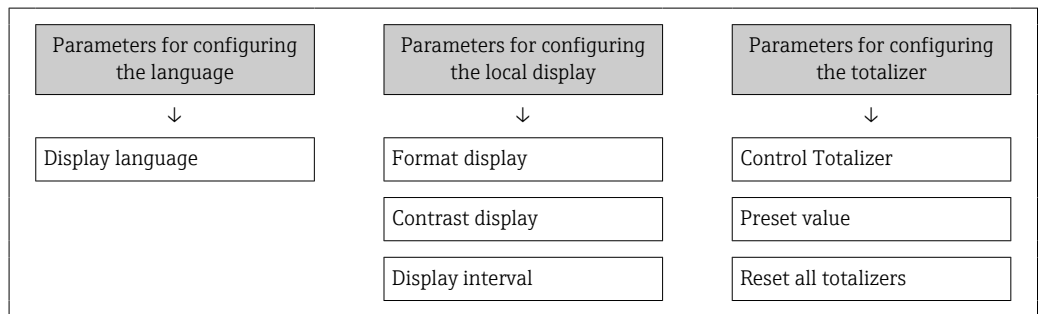 Parameters for configuring
the language
↓
Display language
Parameters for configuring
the local display
↓
Format display
Contrast display
Display interval
Parameters for configuring
the totalizer
↓
Control Totalizer
Preset value
Reset all totalizers